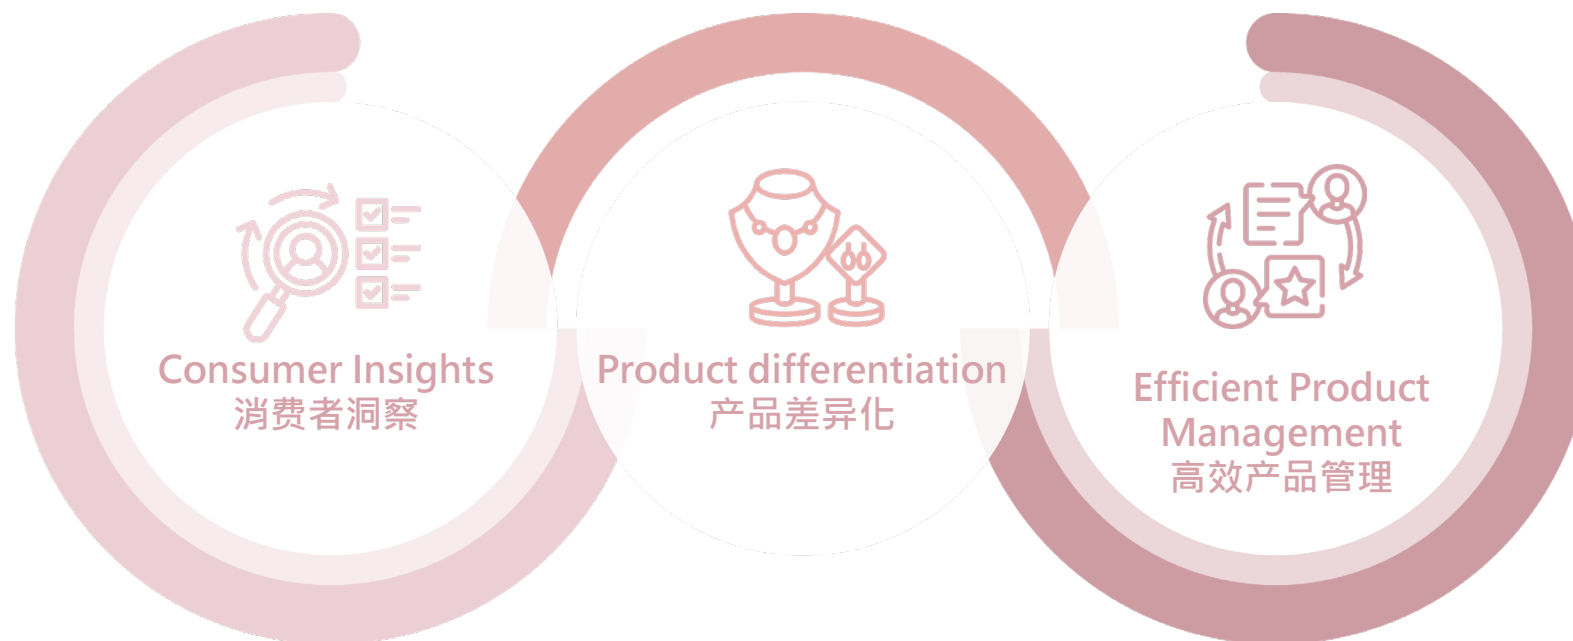 Consumer Insights
消费者洞察
Product differentiation
产品差异化
Efficient Product
Management
高效产品管理